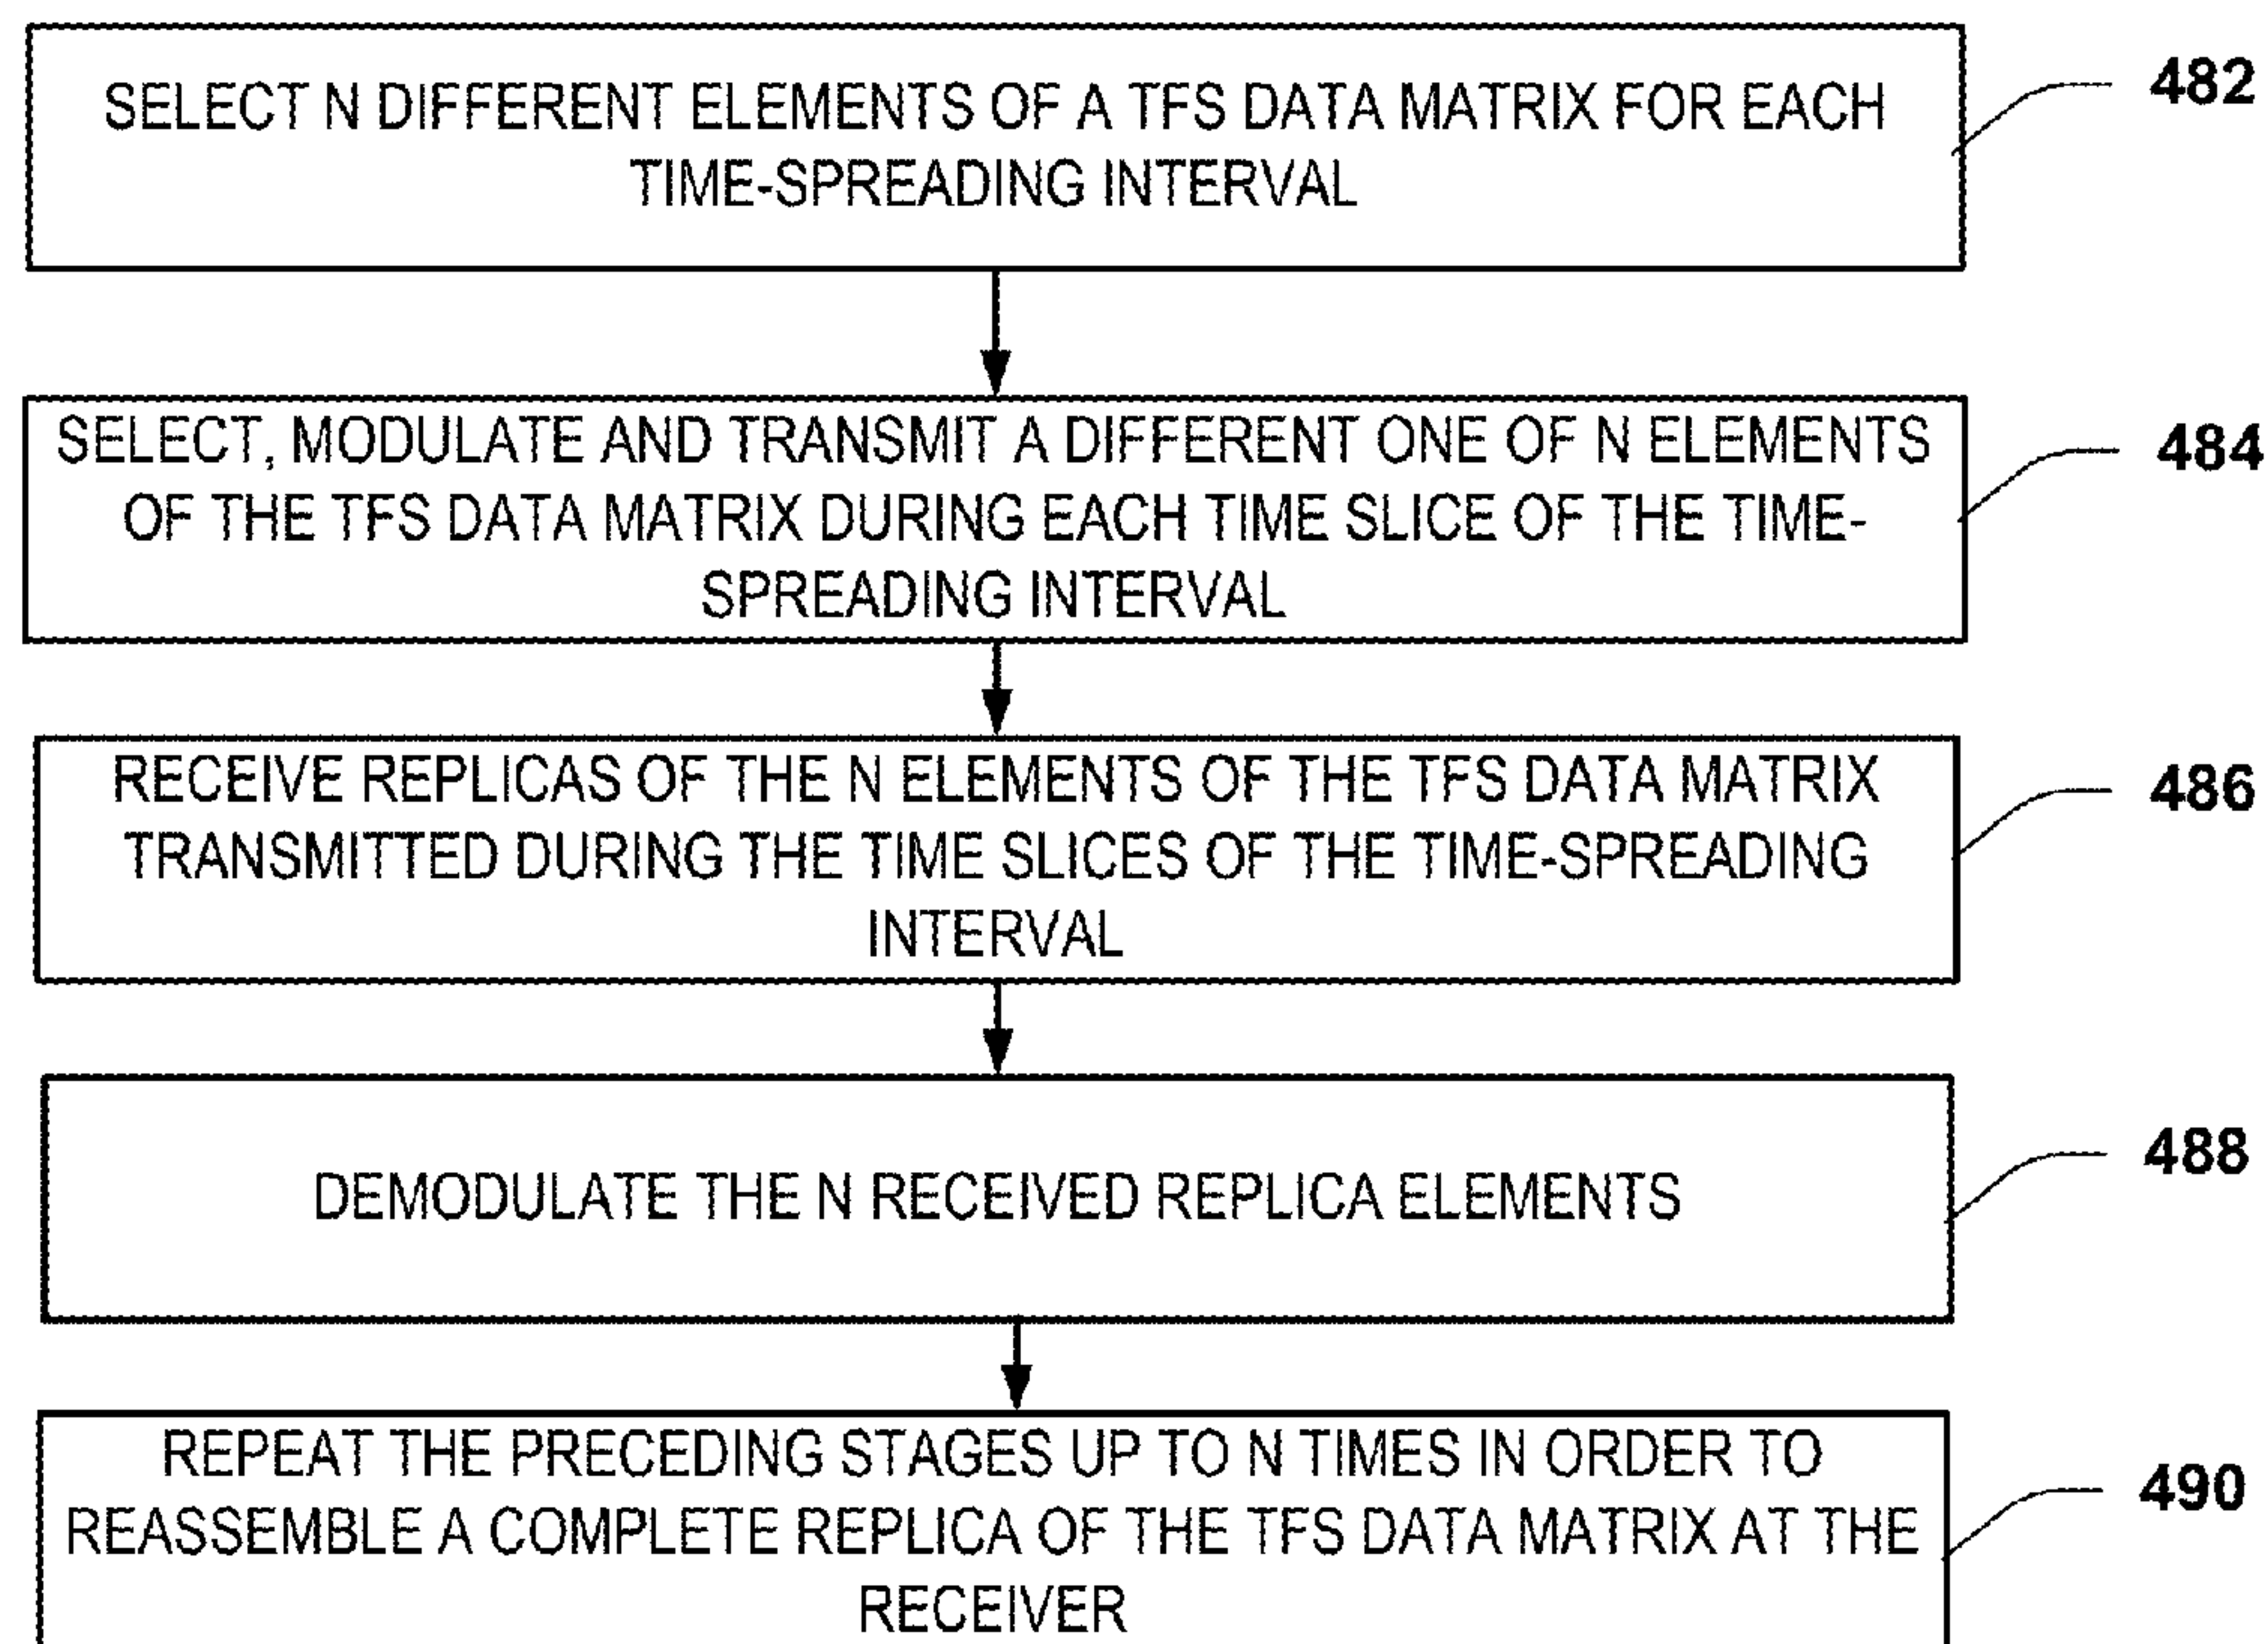 SELECT N DIFFERENT ELEMENTS OF A TFS DATA MATRIX FOR EACH
TIME-SPREADING INTERVAL
482
SELECT, MODULATE AND TRANSMIT A DIFFERENT ONE OF N ELEMENTS
OF THE TFS DATA MATRIX DURING EACH TIME SLICE OF THE TIME-
SPREADING INTERVAL
484
RECEIVE REPLICAS OF THE N ELEMENTS OF THE TFS DATA MATRIX
TRANSMITTED DURING THE TIME SLICES OF THE TIME-SPREADING
INTERVAL
486
DEMODULATE THE N RECEIVED REPLICA ELEMENTS
488
REPEAT THE PRECEDING STAGES UP TO N TIMES IN ORDER TO
REASSEMBLE A COMPLETE REPLICA OF THE TFS DATA MATRIX AT THE
RECEIVER
490